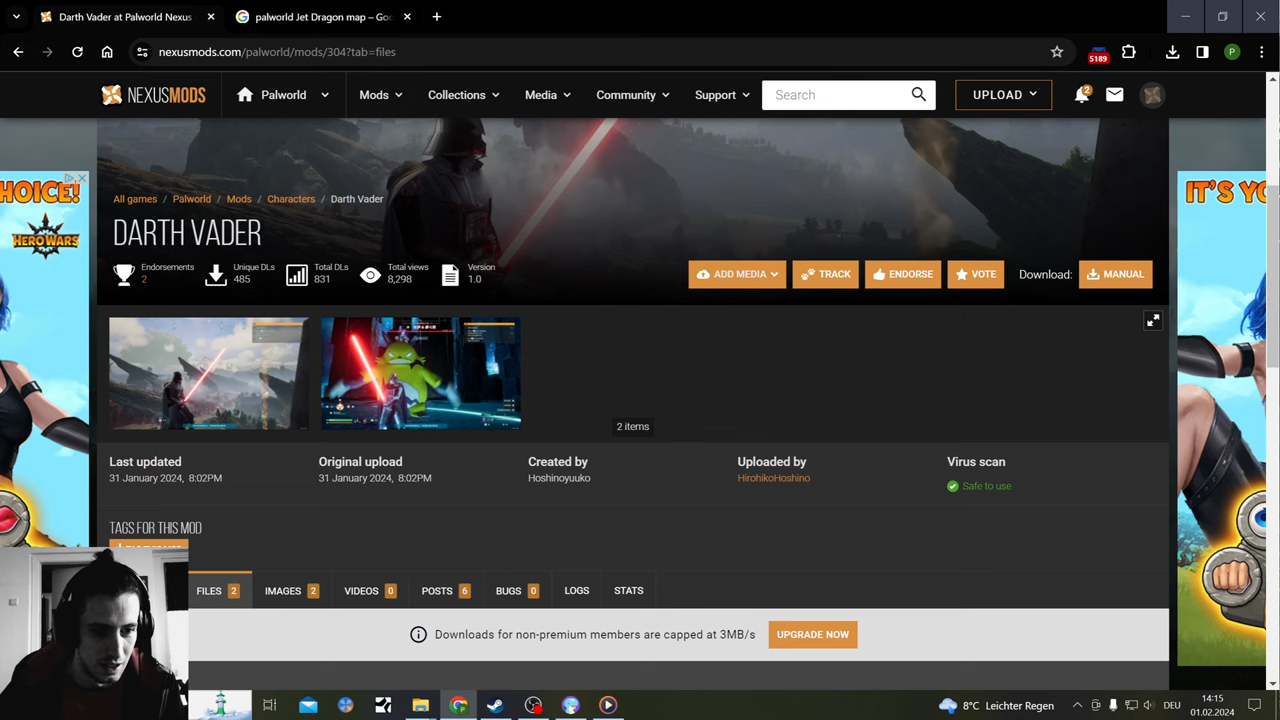 Darth Vader at Palworld Nexus
palworld Jet Dragon map – Goo
nexusmods.com/palworld/mods/304?tab=files
5189
P
NEXUSMODS
Palworld
Mods
Collections
Media
Community
Support
Search
UPLOAD
2
CHOICE!
HERO WARS
IT'S YO
All games / Palworld / Mods / Characters / Darth Vader
DARTH VADER
Endorsements
2
Unique DLs
485
Total DLs
831
Total views
8,298
Version
1.0
ADD MEDIA
TRACK
ENDORSE
VOTE
Download:
MANUAL
2 items
Last updated
31 January 2024, 8:02PM
Original upload
31 January 2024, 8:02PM
Created by
Hoshinoyuuko
Uploaded by
HirohikoHoshino
Virus scan
Safe to use
TAGS FOR THIS MOD
FILES 2
IMAGES 2
VIDEOS 0
POSTS 6
BUGS 0
LOGS
STATS
Downloads for non-premium members are capped at 3MB/s
UPGRADE NOW
8°C Leichter Regen
DEU
14:15
01.02.2024